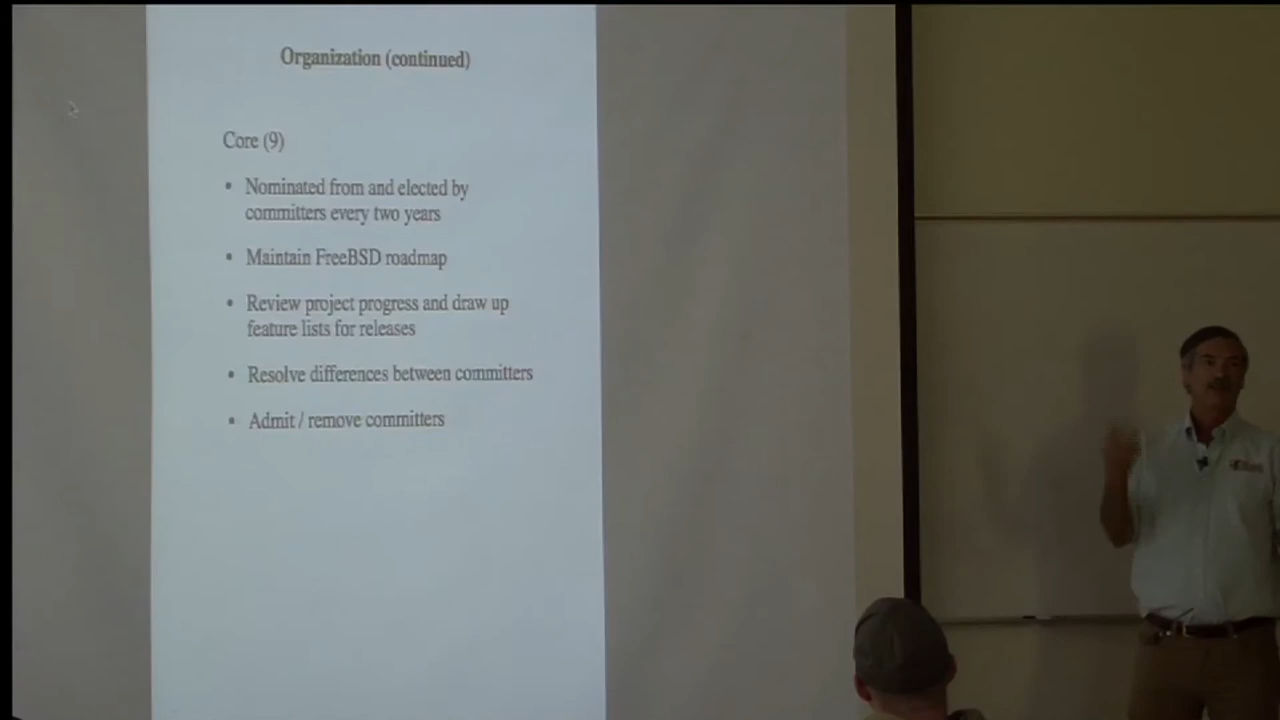 Organization (continued)
Core (9)
• Nominated from and elected by
committers every two years
• Maintain FreeBSD roadmap
• Review project progress and draw up
feature lists for releases
• Resolve differences between committers
• Admit / remove committers